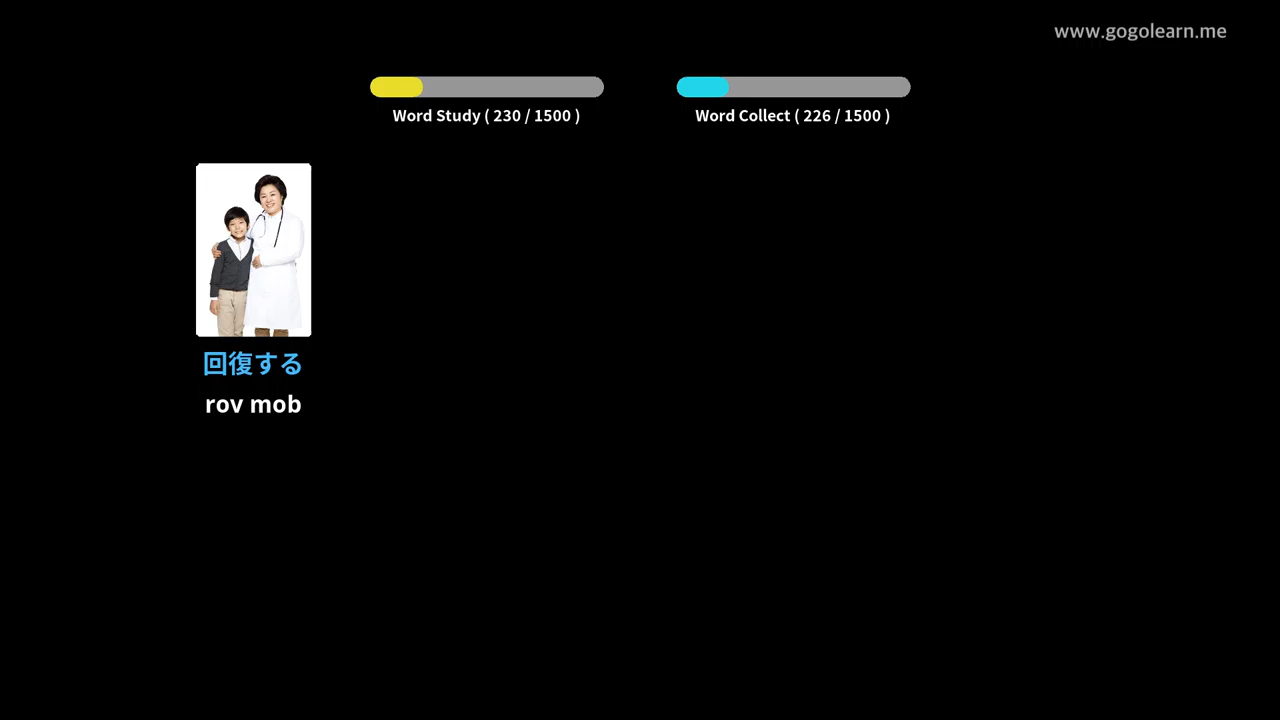 www.gogolearn.me
Word Study ( 230 / 1500 )
Word Collect ( 226 / 1500 )
回復する
rov mob